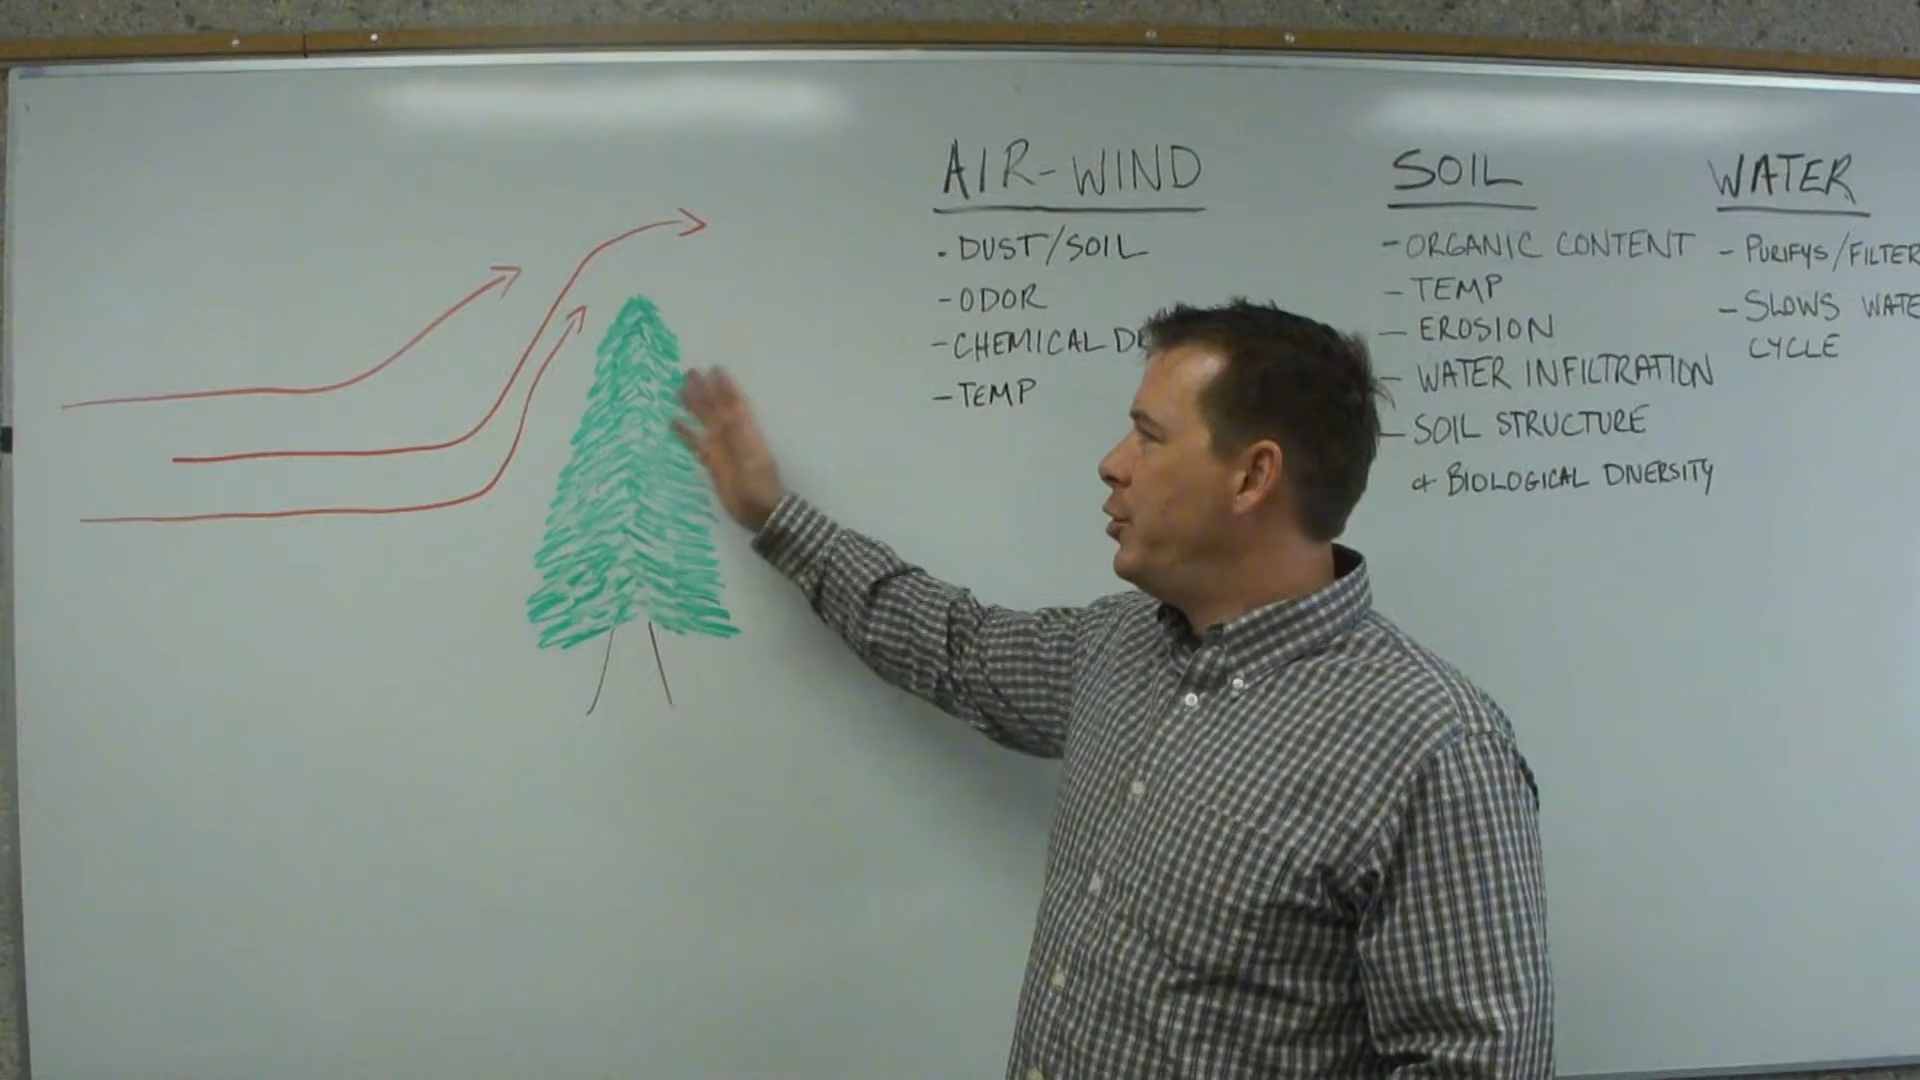 AIR-WIND
. DUST/SOIL
- ODOR
- CHEMICAL
- TEMP
SOIL
- ORGANIC CONTENT
- TEMP
- EROSION
- WATER INFILTRATION
- SOIL STRUCTURE
+ BIOLOGICAL DIVERSITY
WATER
- PURIFYS/FILTER
- SLOWS WATE
CYCLE